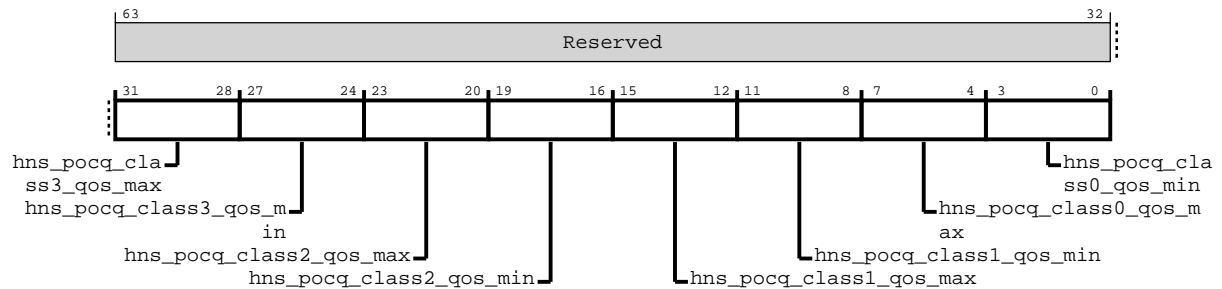 63 32
Reserved
31 28 27 24 23 20 19 16 15 12 11 8 7 4 3 0
hns_pocq_cla
ss3_qos_max
hns_pocq_cla
ss0_qos_min
hns_pocq_class3_qos_m
in
hns_pocq_class0_qos_m
ax
hns_pocq_class2_qos_max
hns_pocq_class1_qos_min
hns_pocq_class2_qos_min
hns_pocq_class1_qos_max